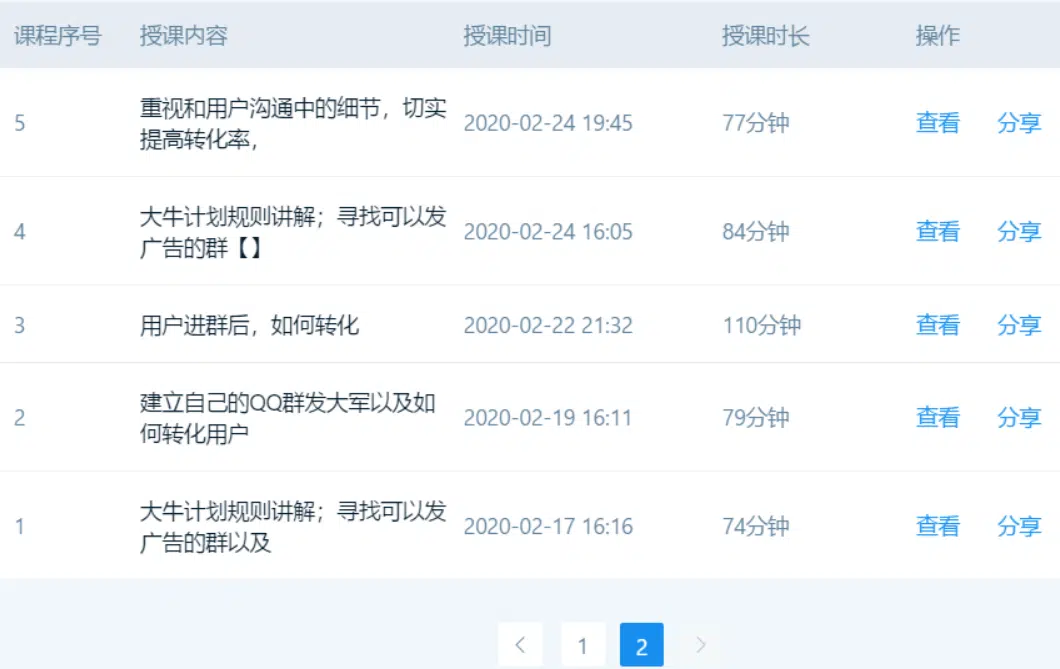 课程序号 授课内容 授课时间 授课时长 操作
重视和用户沟通中的细节，切实
5 2020-02-24 19:45 77分钟 查看 分享
提高转化率，
大牛计划规则讲解；寻找可以发
4 2020-02-24 16:05 84分钟 查看 分享
广告的群【】
3 用户进群后，如何转化 2020-02-22 21:32 110分钟 查看 分享
建立自己的QQ群发大军以及如
2 2020-02-19 16:11 79分钟 查看 分享
何转化用户
大牛计划规则讲解；寻找可以发
1 2020-02-17 16:16 74分钟 查看 分享
广告的群以及
< 1 2 >